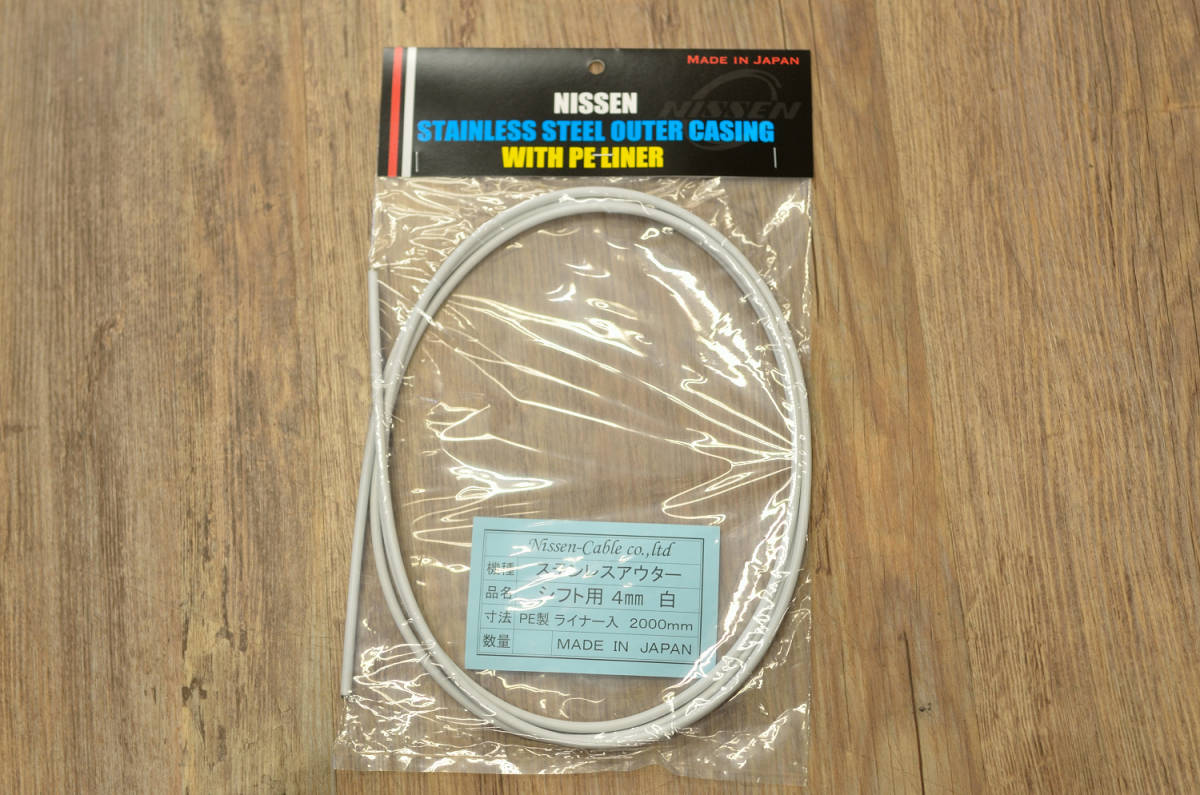 MADE IN JAPAN
NISSEN
NISSEN
STAINLESS STEEL OUTER CASING
WITH PE LINER
Nissen-Cable co.,ltd
機種 ステンレスアウター
品名 シフト用 4mm 白
寸法 PE製 ライナー入 2000mm
数量 MADE IN JAPAN